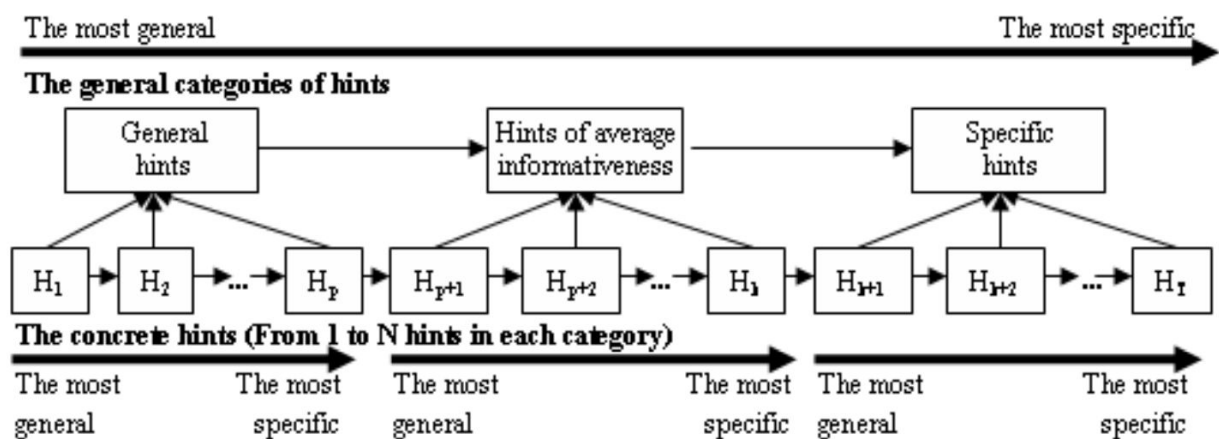 The most general The most specific
The general categories of hints
General
hints
Hints of average
informativeness
Specific
hints
H1 H2 ... Hp Hp+1 Hp+2 ... Hk Hk+1 Hk+2 ...
The concrete hints (From 1 to N hints in each category)
The most The most The most The most The most The most
general specific general specific general specific